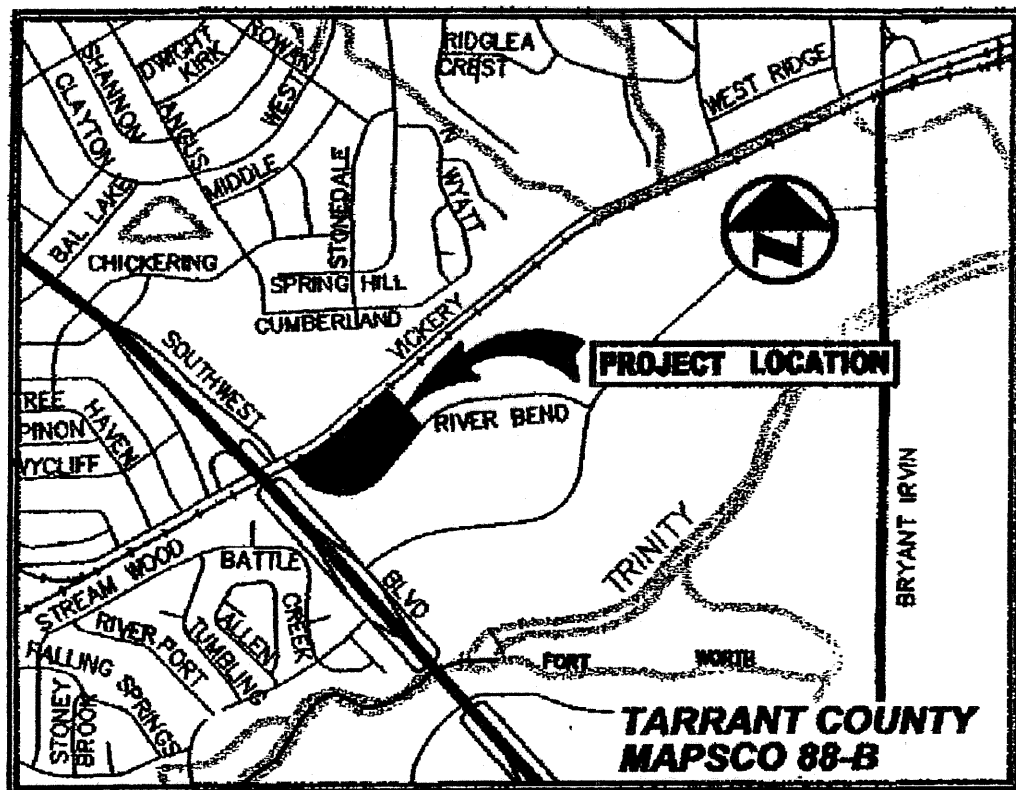 RIDGLEA
CREST
ROWAN
DWIGHT
KIRK
SHANNON
CLAYTON
ANGUS
WEST
WEST RIDGE
MIDDLE
WYATT
STONEDALE
BAL LAKE
CHICKERING
SPRING HILL
CUMBERLAND
N
VICKERY
SOUTHWEST
PROJECT LOCATION
TREE
PINON
WYCLIFF
HAVEN
RIVER BEND
BRYANT IRVIN
TRINITY
STREAM WOOD
BATTLE
CREEK
BLVD
ALLEN
TUMBLING
RIVER PORT
FALLING SPRINGS
STONEY
BROOK
FORT WORTH
TARRANT COUNTY
MAPSCO 88-B